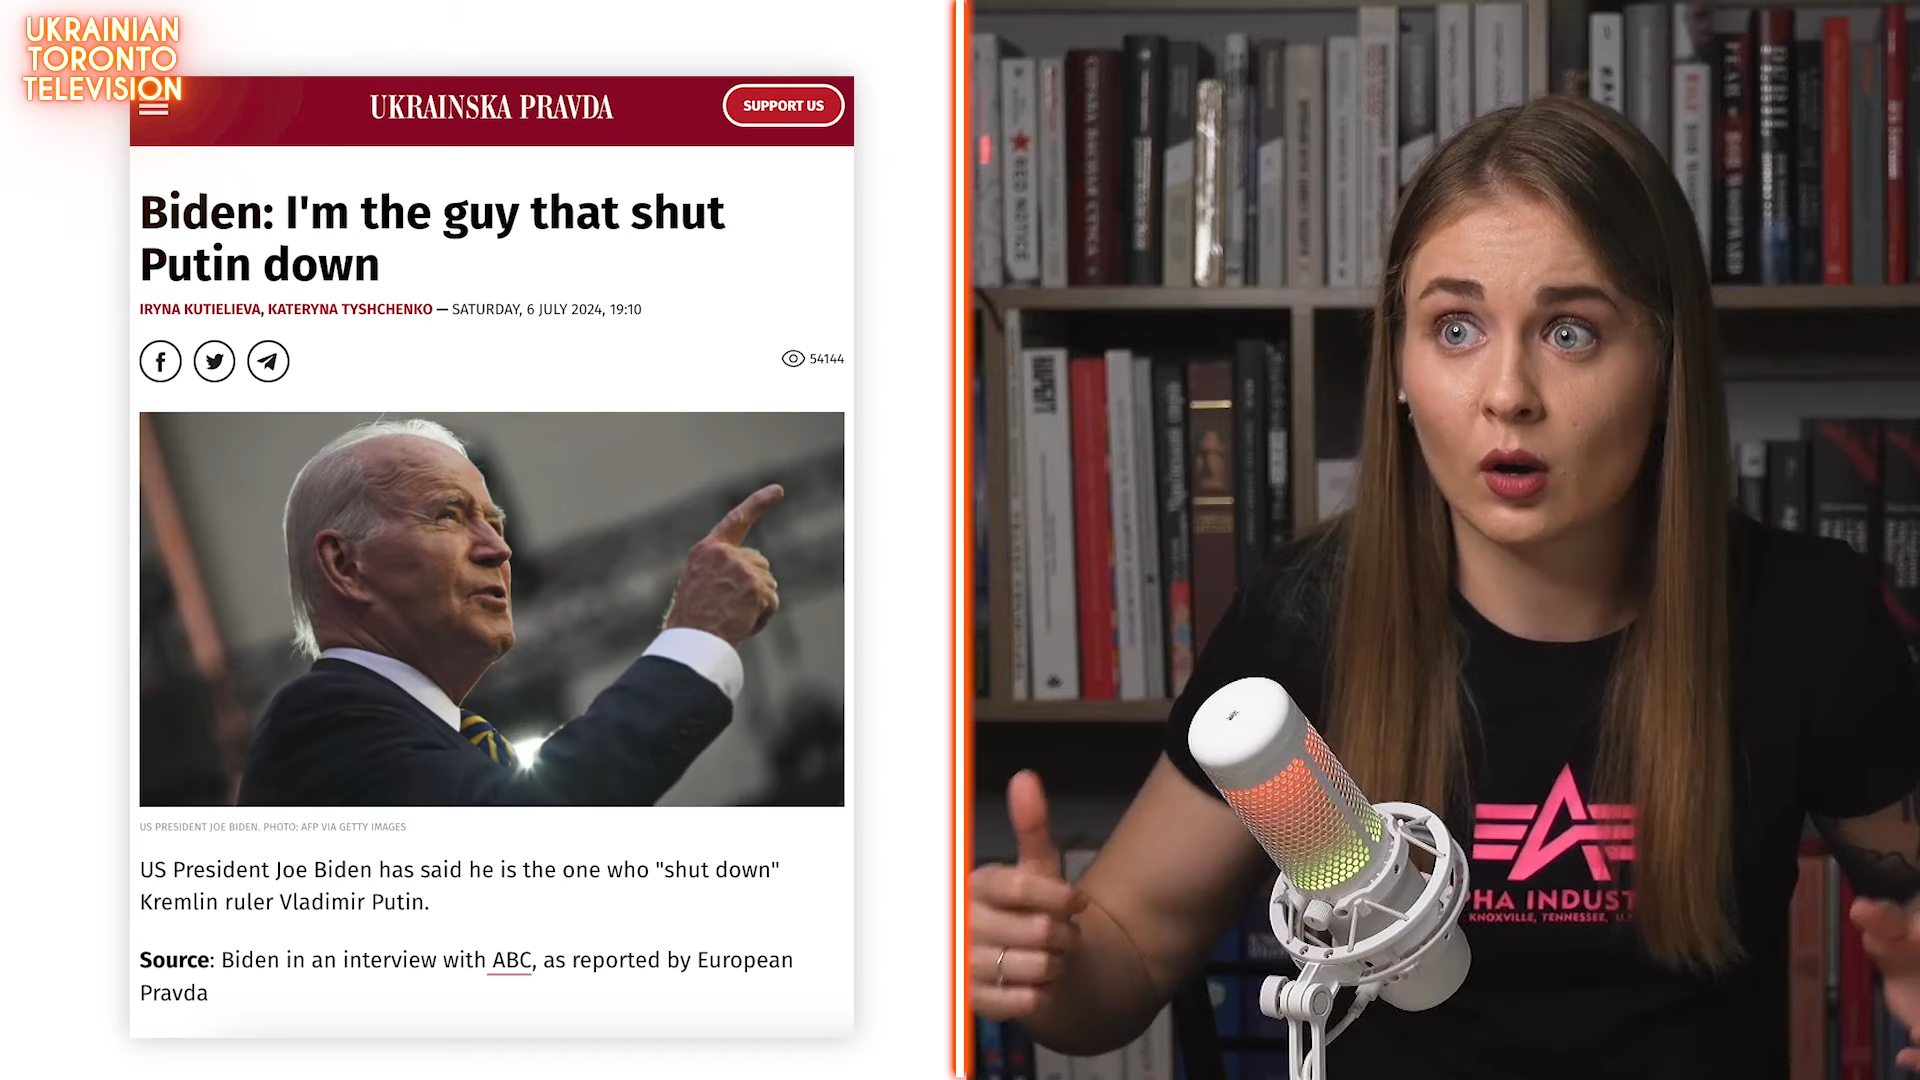 UKRAINIAN
TORONTO
TELEVISION
UKRAINSKA PRAVDA
SUPPORT US
Biden: I'm the guy that shut
Putin down
IRYNA KUTIELIEVA, KATERYNA TYSHCHENKO — SATURDAY, 6 JULY 2024, 19:10
54144
US PRESIDENT JOE BIDEN. PHOTO: AFP VIA GETTY IMAGES
US President Joe Biden has said he is the one who "shut down"
Kremlin ruler Vladimir Putin.
Source: Biden in an interview with ABC, as reported by European
Pravda
RED NOTICE
PHA INDUST
KNOXVILLE, TENNESSEE, U.